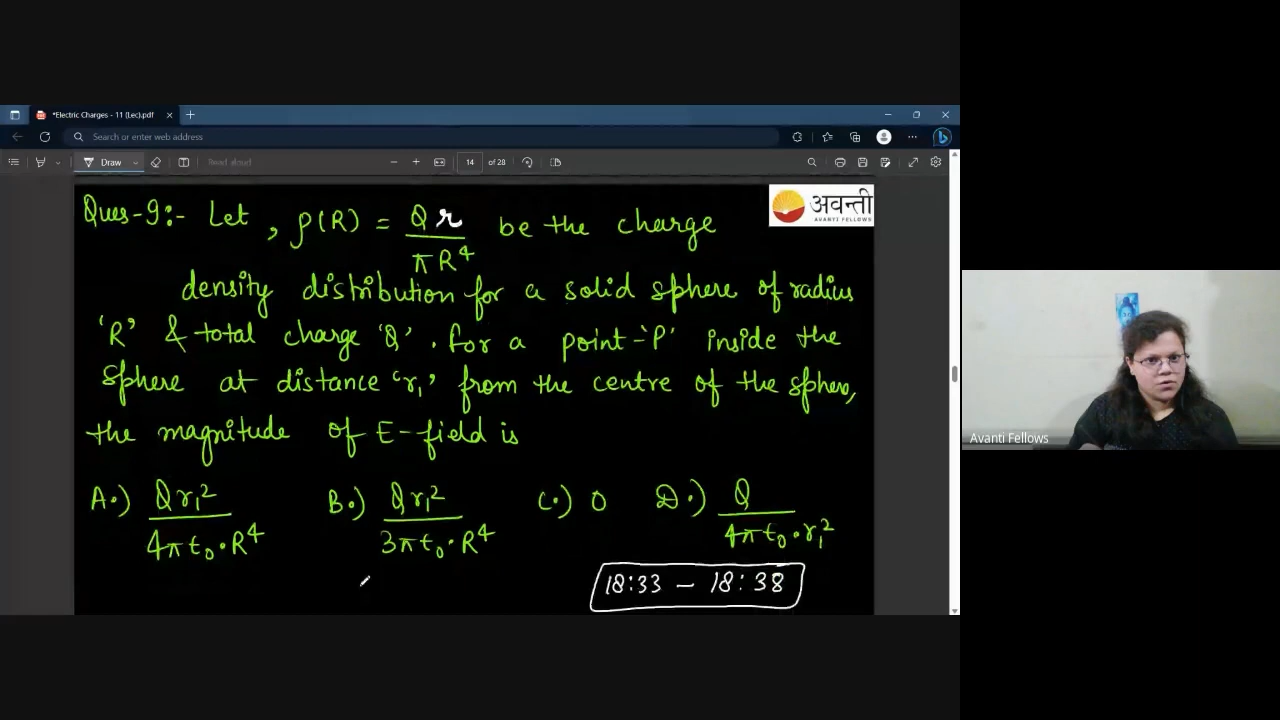 *Electric Charges - 11 (Lec).pdf
Search or enter web address
Draw
Read aloud
14 of 28
Ques-9:- Let, ρ(R) = Qr/πR⁴ be the charge
density distribution for a solid sphere of radius
'R' & total charge 'Q'. For a point-'P' inside the
sphere at distance 'r₁' from the centre of the sphere,
the magnitude of E-field is
A.) Qr₁²/4πt₀.R⁴ B.) Qr₁²/3πt₀.R⁴ C.) 0 D.) Q/4πt₀.r₁²
18:33 – 18:38
अवन्ती
AVANTI FELLOWS
Avanti Fellows